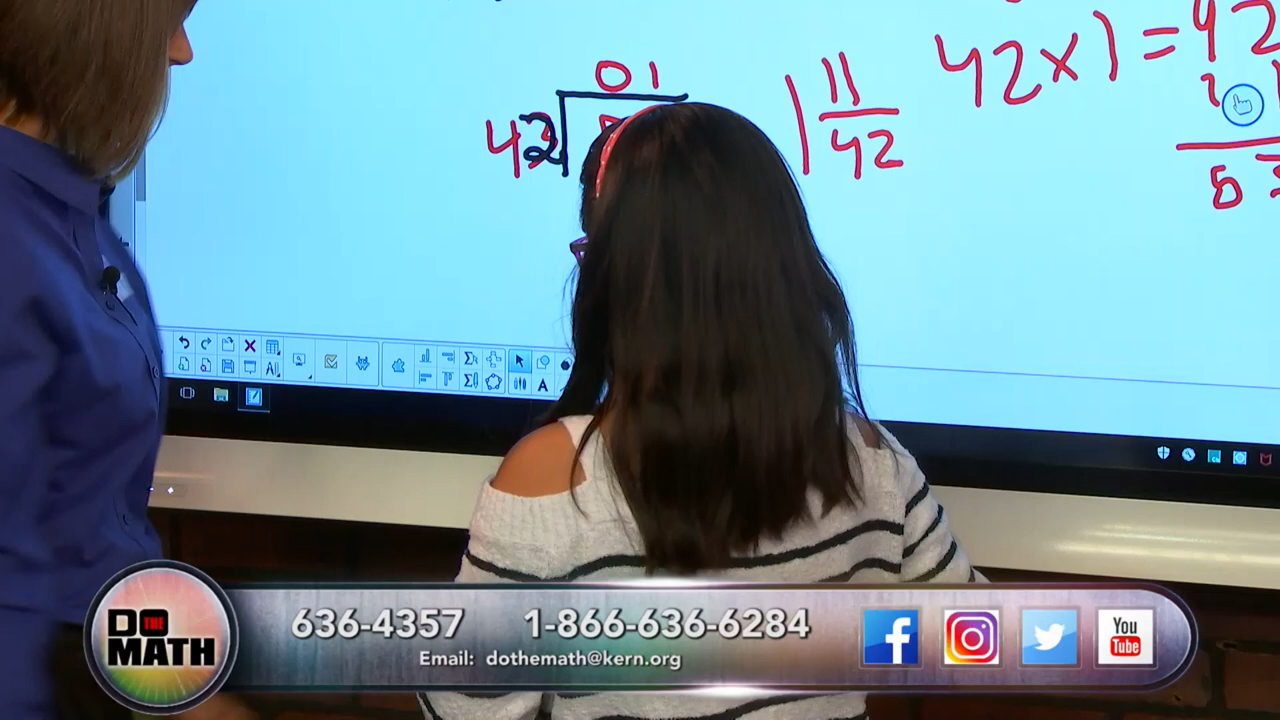 42 x 1 = 42
01
42
1 11/42
53
DO THE MATH
636-4357 1-866-636-6284
Email: dothemath@kern.org
You Tube